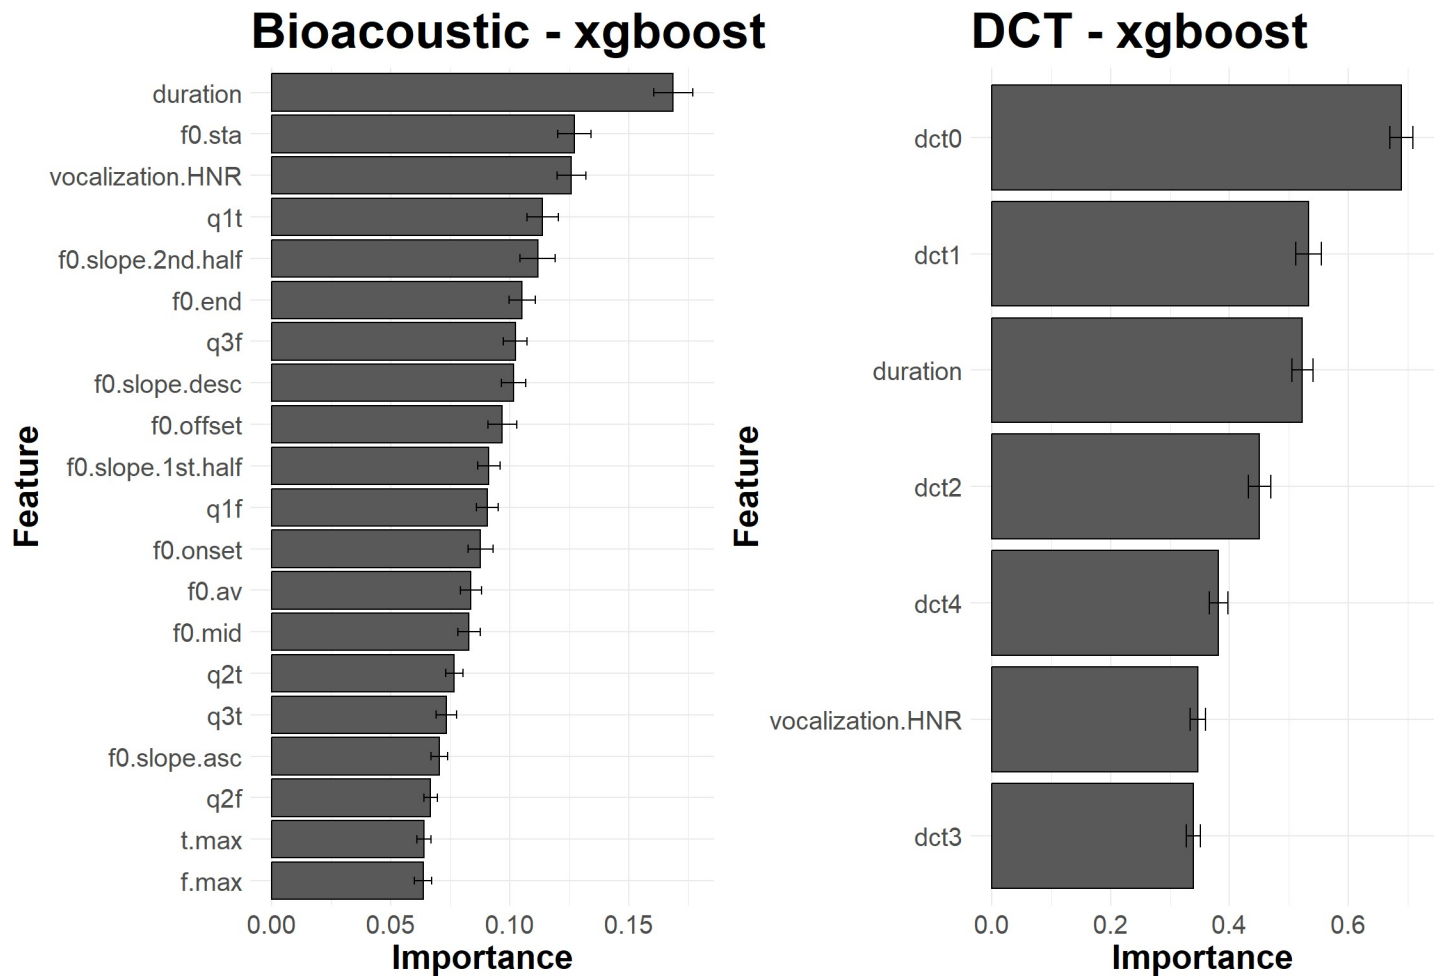 Bioacoustic - xgboost
Feature
duration
f0.sta
vocalization.HNR
q1t
f0.slope.2nd.half
f0.end
q3f
f0.slope.desc
f0.offset
f0.slope.1st.half
q1f
f0.onset
f0.av
f0.mid
q2t
q3t
f0.slope.asc
q2f
t.max
f.max
0.00 0.05 0.10 0.15
Importance
DCT - xgboost
Feature
dct0
dct1
duration
dct2
dct4
vocalization.HNR
dct3
0.0 0.2 0.4 0.6
Importance